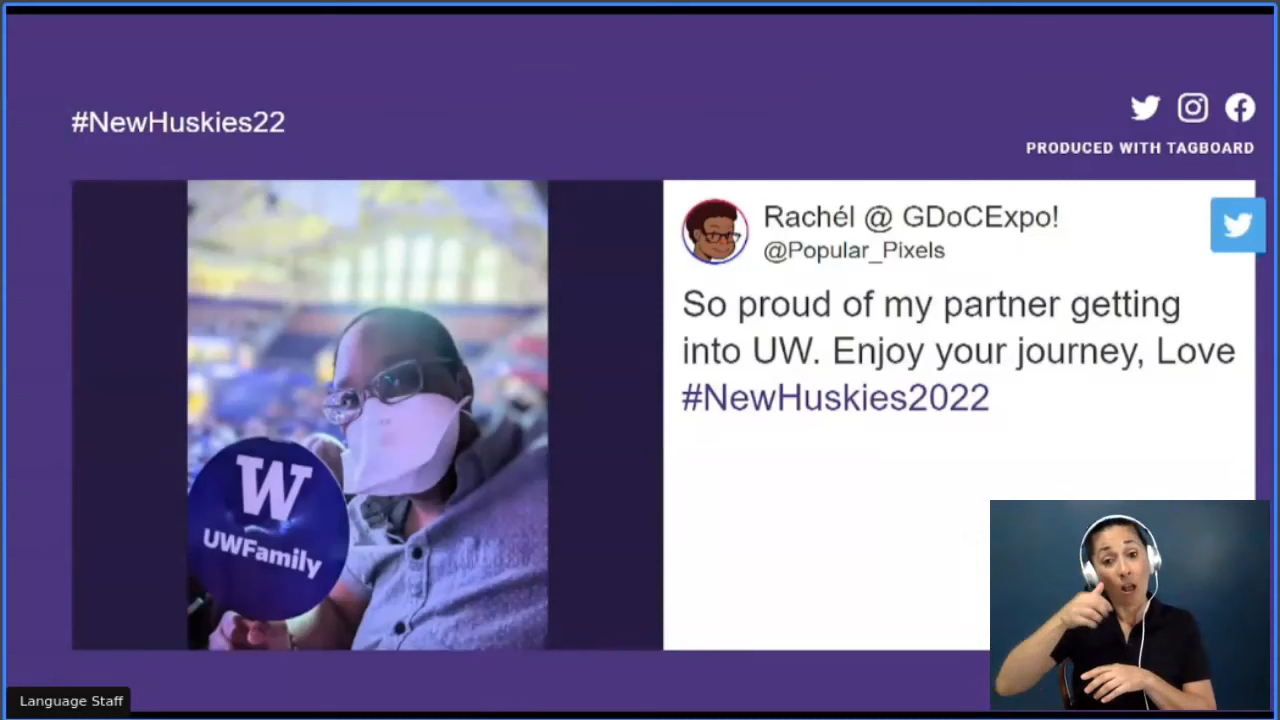 #NewHuskies22
PRODUCED WITH TAGBOARD
Rachél @ GDoCExpo!
@Popular_Pixels
So proud of my partner getting
into UW. Enjoy your journey, Love
#NewHuskies2022
W
UWFamily
Language Staff